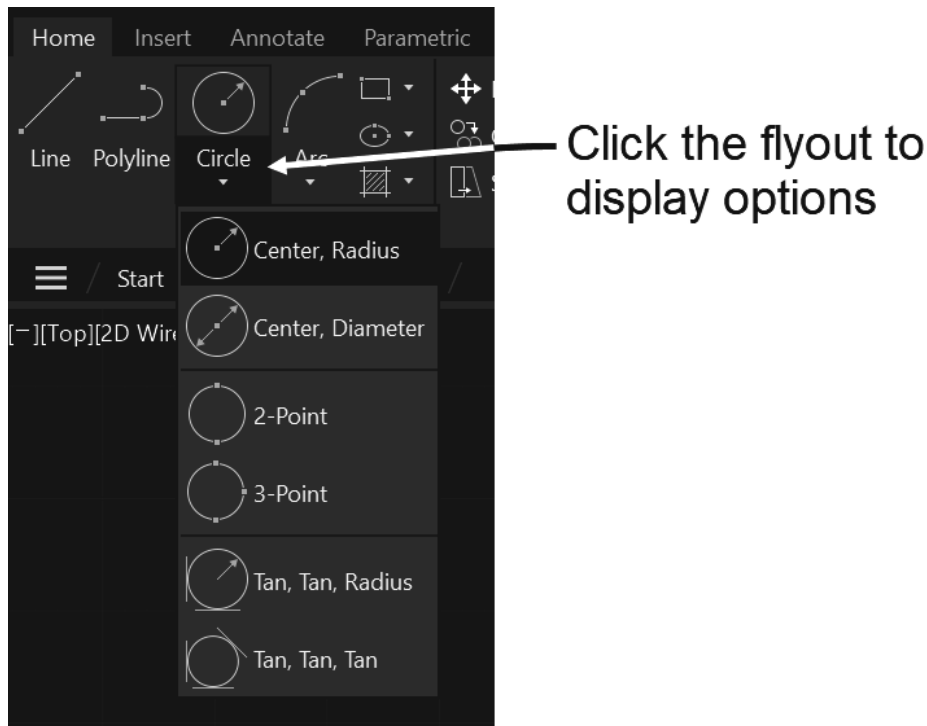 Home Insert Annotate Parametric
Line Polyline Circle Arc
Click the flyout to
display options
Center, Radius
Start
Center, Diameter
[−][Top][2D Wire
2-Point
3-Point
Tan, Tan, Radius
Tan, Tan, Tan